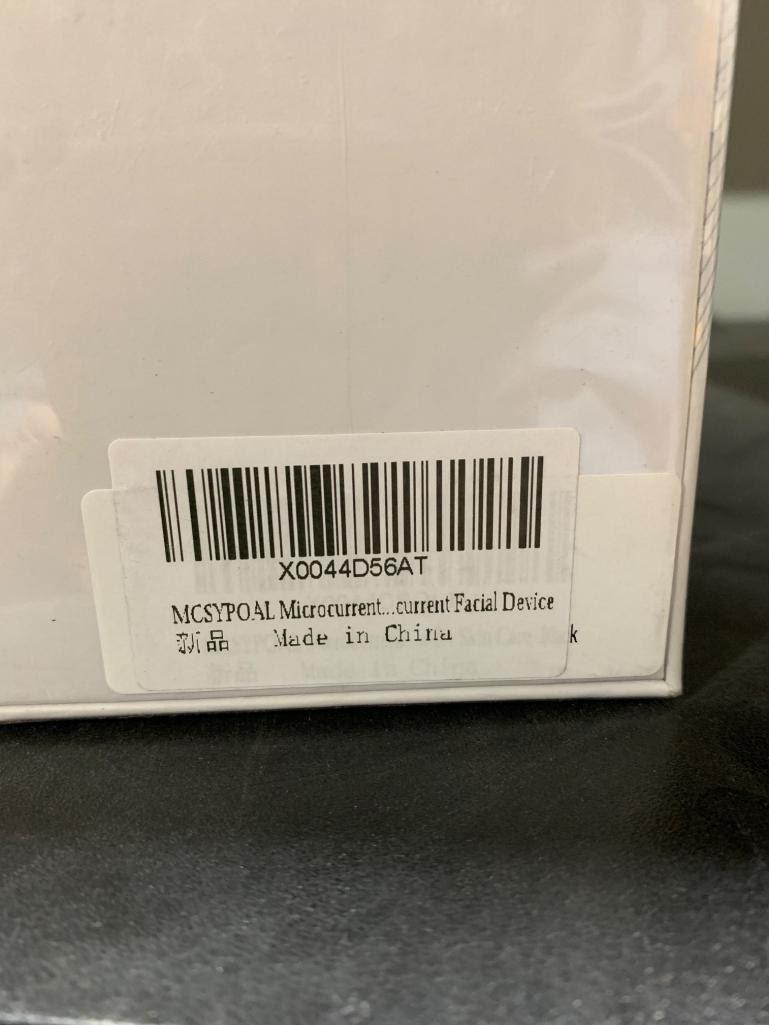 X0044D56AT
MCSYPOAL Microcurrent...current Facial Device
新品 Made in China
k